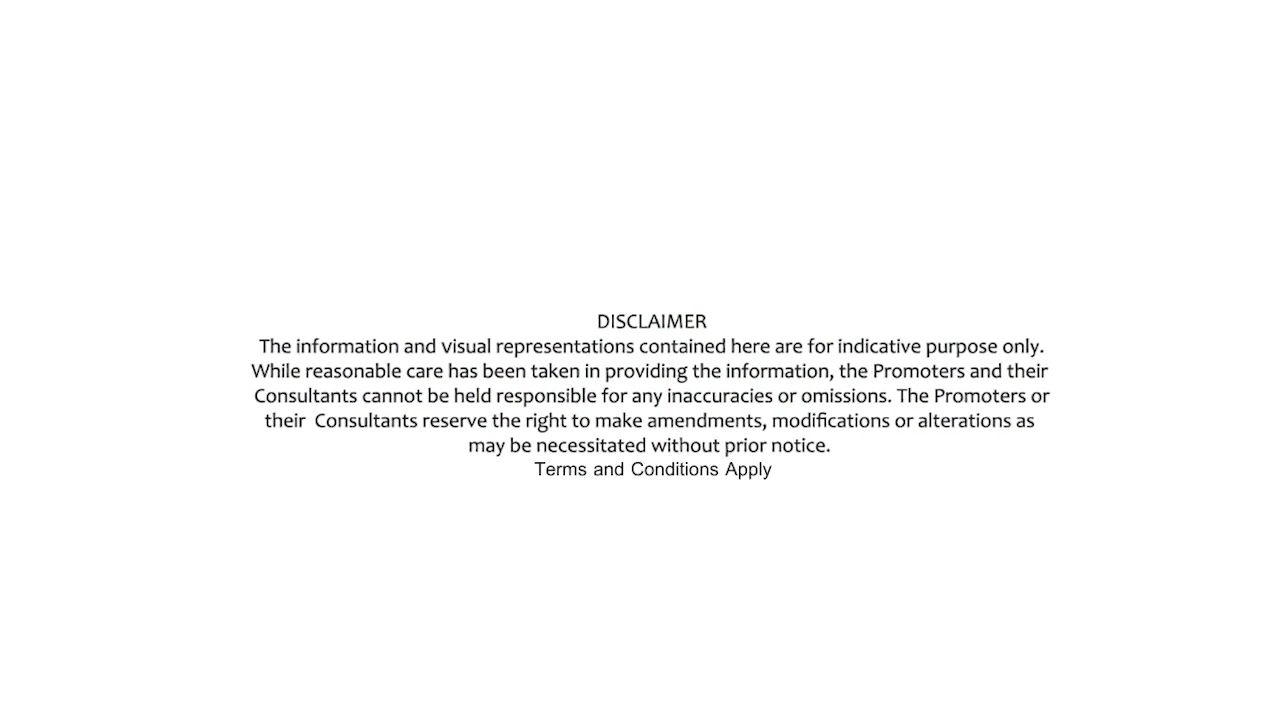 DISCLAIMER
The information and visual representations contained here are for indicative purpose only.
While reasonable care has been taken in providing the information, the Promoters and their
Consultants cannot be held responsible for any inaccuracies or omissions. The Promoters or
their  Consultants reserve the right to make amendments, modifications or alterations as
may be necessitated without prior notice.
Terms and Conditions Apply